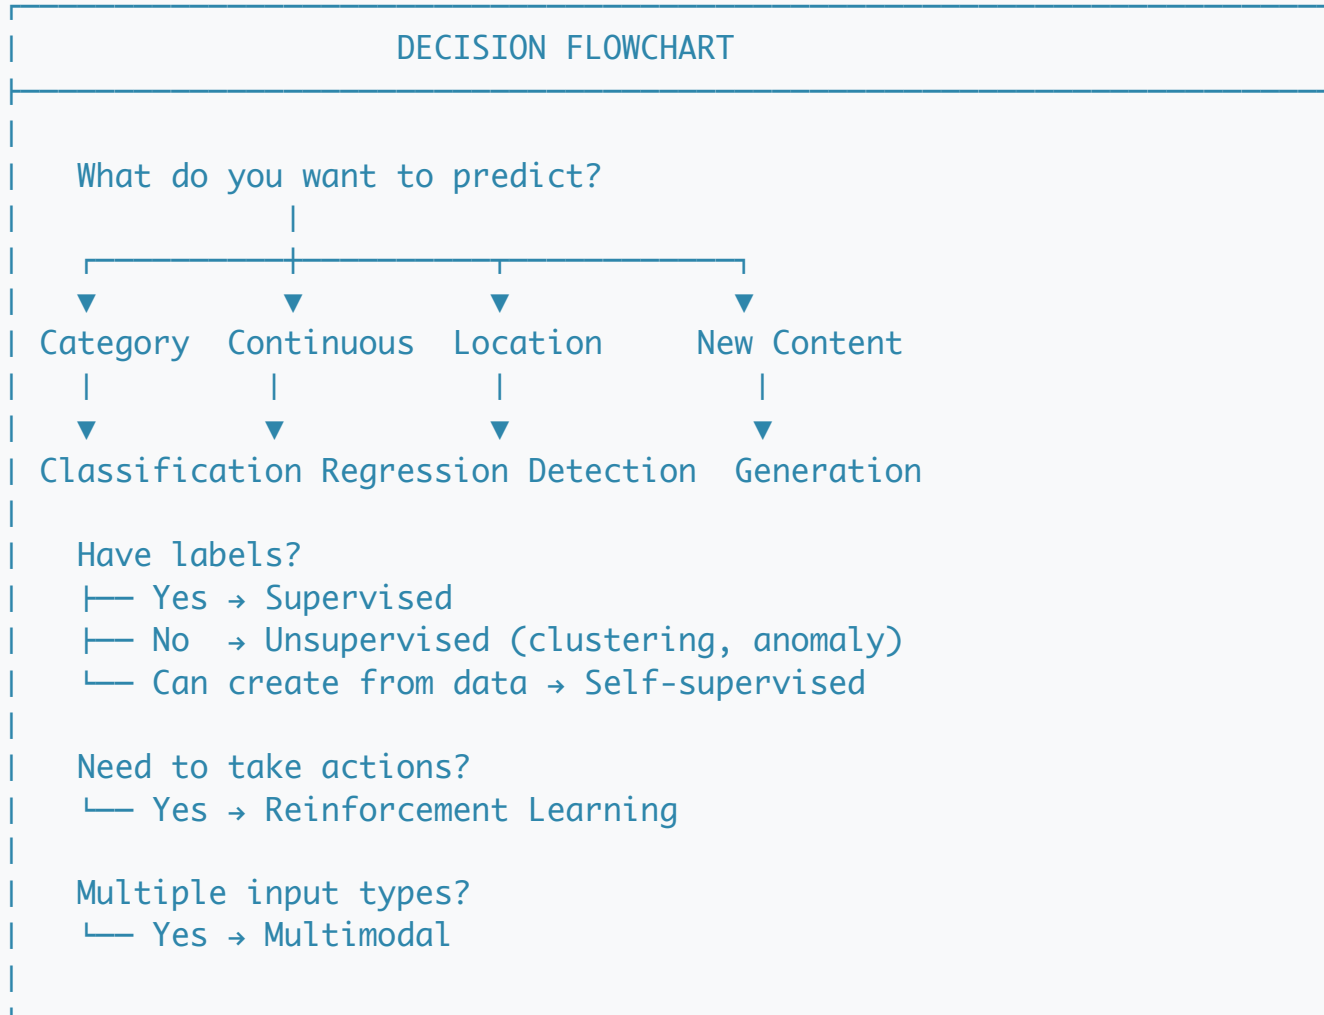 DECISION FLOWCHART
What do you want to predict?
Category Continuous Location New Content
Classification Regression Detection Generation
Have labels?
├── Yes → Supervised
├── No → Unsupervised (clustering, anomaly)
└── Can create from data → Self-supervised
Need to take actions?
└── Yes → Reinforcement Learning
Multiple input types?
└── Yes → Multimodal